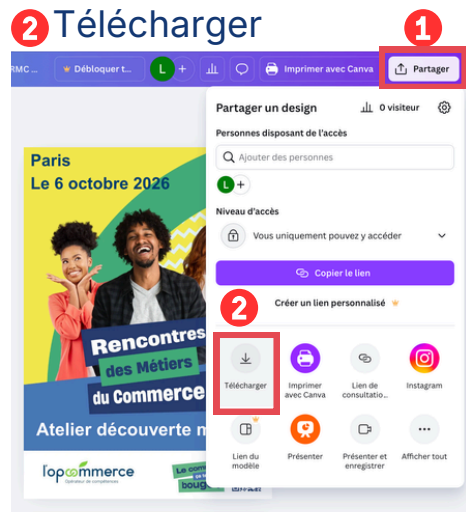 2 Télécharger
1
RMC ...
Débloquer t...
L
+
Imprimer avec Canva
Partager
Partager un design
0 visiteur
Personnes disposant de l'accès
Ajouter des personnes
L
+
Niveau d'accès
Vous uniquement pouvez y accéder
Copier le lien
Créer un lien personnalisé
2
Télécharger
Imprimer
avec Canva
Lien de
consultatio...
Instagram
Lien du
modèle
Présenter
Présenter et
enregistrer
Afficher tout
Paris
Le 6 octobre 2026
Rencontres
des Métiers
du Commerce
Atelier découverte
l'opcommerce
Opérateur de compétences